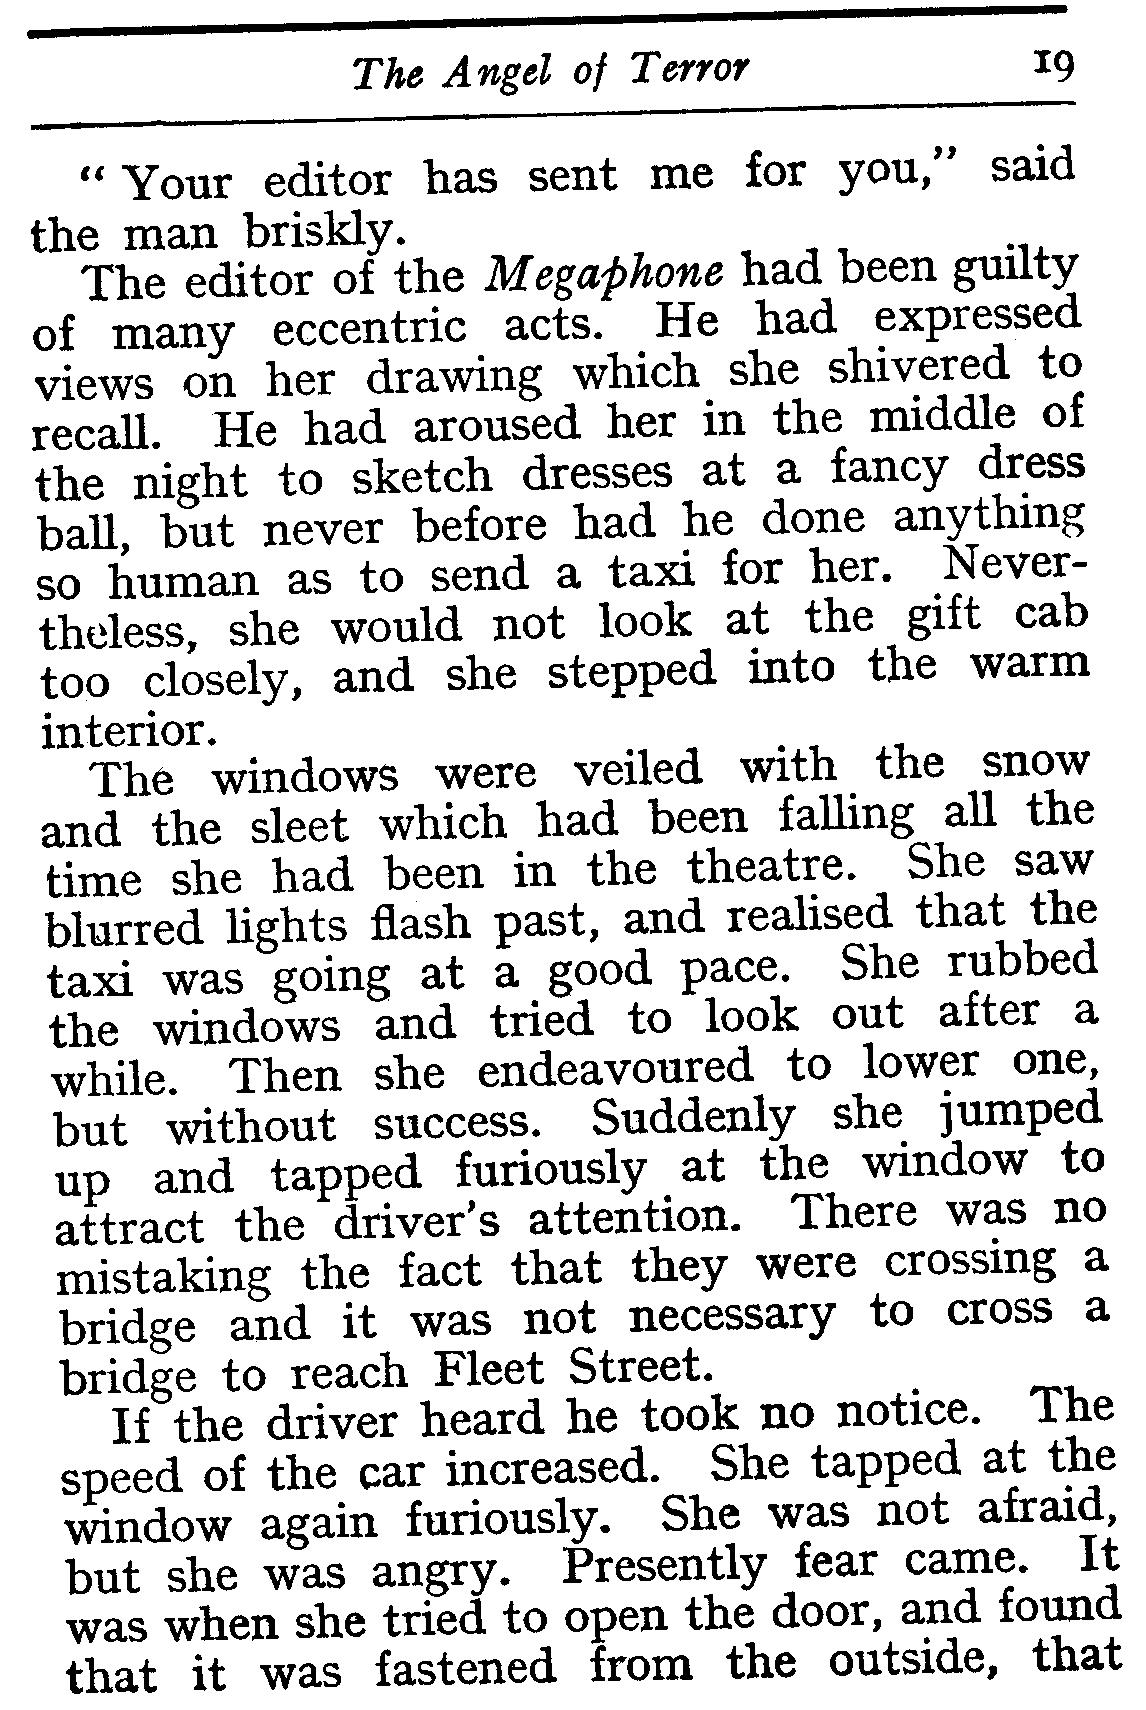 The Angel of Terror 19
“ Your editor has sent me for you,” said
the man briskly.
The editor of the Megaphone had been guilty
of many eccentric acts. He had expressed
views on her drawing which she shivered to
recall. He had aroused her in the middle of
the night to sketch dresses at a fancy dress
ball, but never before had he done anything
so human as to send a taxi for her. Never-
theless, she would not look at the gift cab
too closely, and she stepped into the warm
interior.
The windows were veiled with the snow
and the sleet which had been falling all the
time she had been in the theatre. She saw
blurred lights flash past, and realised that the
taxi was going at a good pace. She rubbed
the windows and tried to look out after a
while. Then she endeavoured to lower one,
but without success. Suddenly she jumped
up and tapped furiously at the window to
attract the driver’s attention. There was no
mistaking the fact that they were crossing a
bridge and it was not necessary to cross a
bridge to reach Fleet Street.
If the driver heard he took no notice. The
speed of the car increased. She tapped at the
window again furiously. She was not afraid,
but she was angry. Presently fear came. It
was when she tried to open the door, and found
that it was fastened from the outside, that